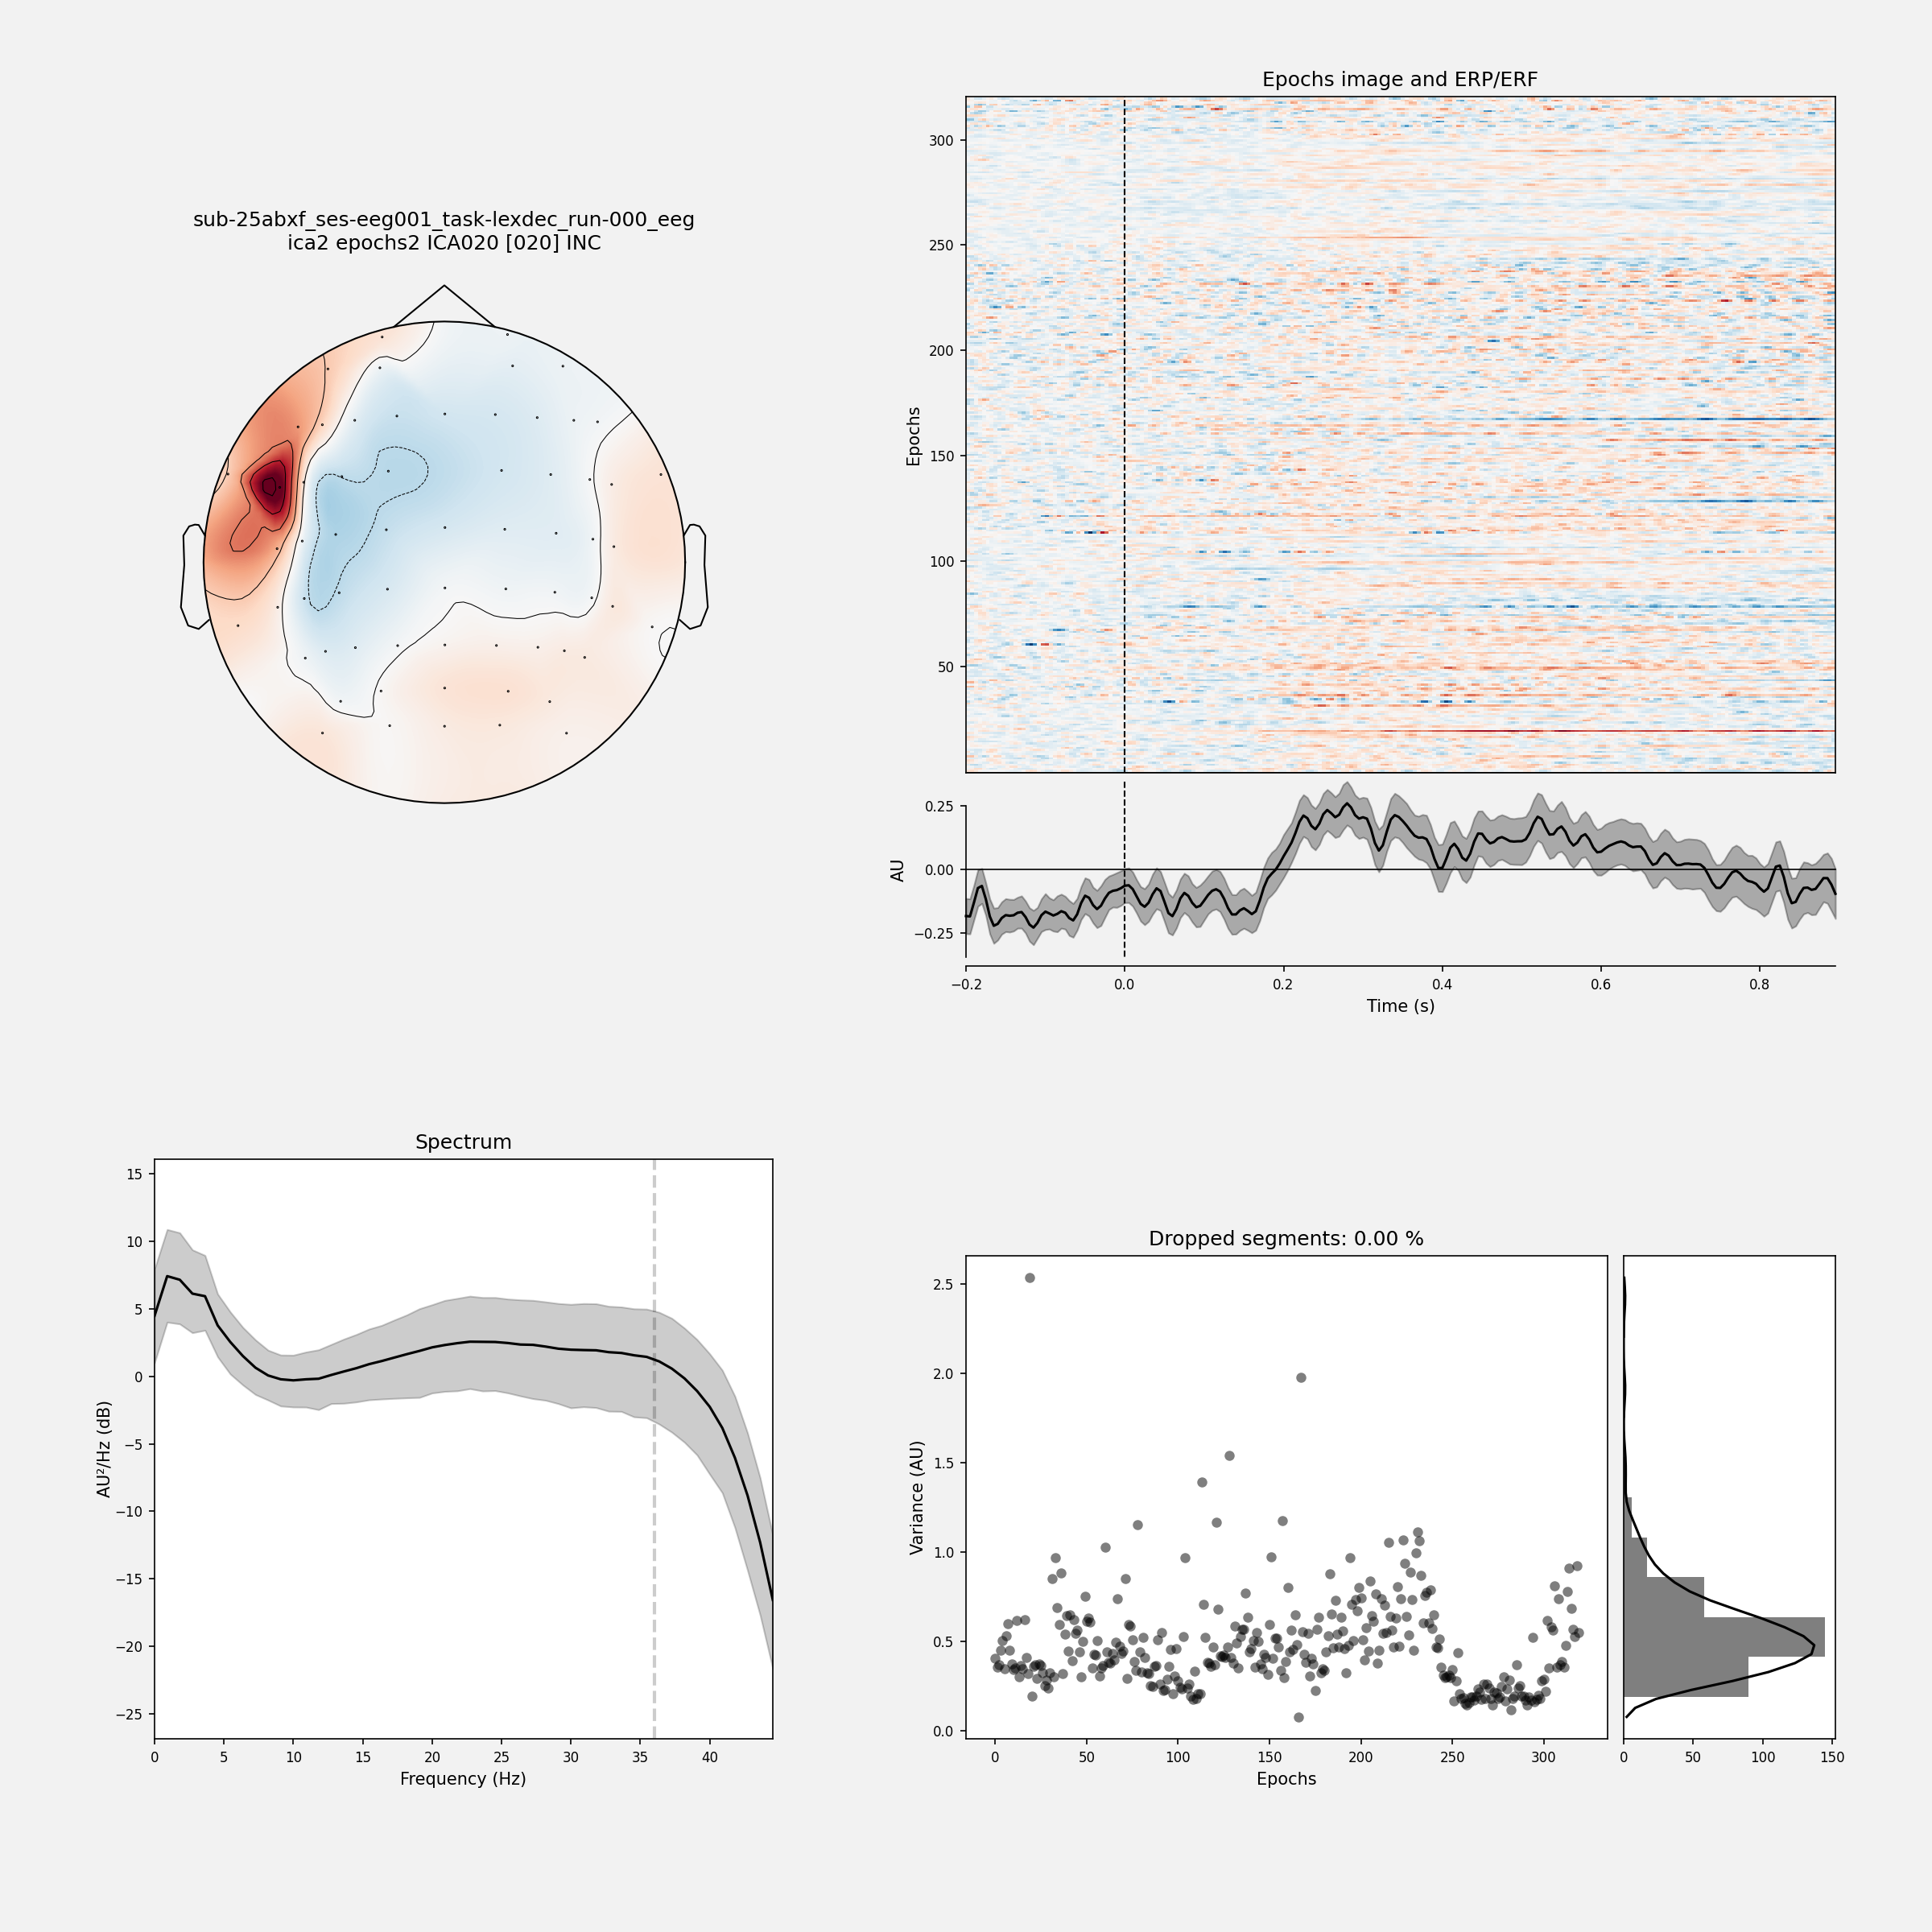 sub-25abxf_ses-eeg001_task-lexdec_run-000_eeg
ica2 epochs2 ICA020 [020] INC
Epochs image and ERP/ERF
300
250
200
150
100
50
Epochs
0.25
0.00
−0.25
AU
−0.2 0.0 0.2 0.4 0.6 0.8
Time (s)
Spectrum
15
10
5
0
−5
−10
−15
−20
−25
AU²/Hz (dB)
0 5 10 15 20 25 30 35 40
Frequency (Hz)
Dropped segments: 0.00 %
2.5
2.0
1.5
1.0
0.5
0.0
Variance (AU)
0 50 100 150 200 250 300
Epochs
0 50 100 150